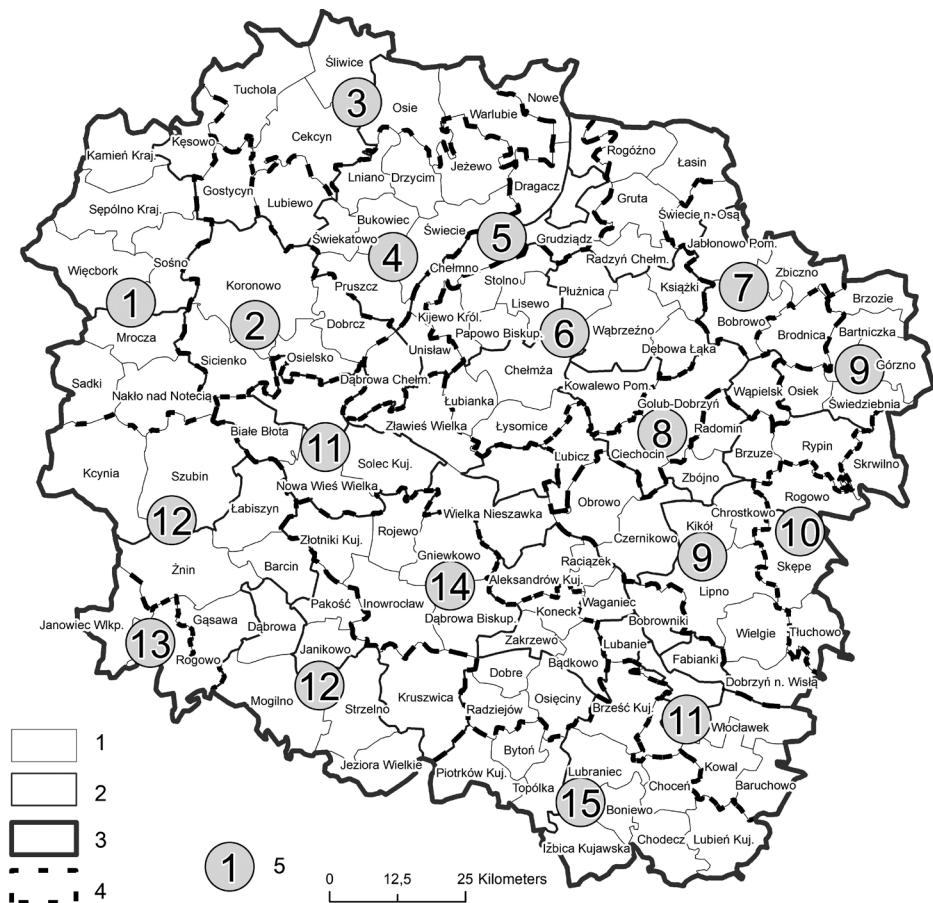 Śliwice
Tuchola
3
Osie
Nowe
Warlubie
Cekcyn
Kęsowo
Kamień Kraj.
Rogóźno
Łasin
Lniano
Drzycim
Jeżewo
Gostycyn
Lubiewo
Dragacz
Gruta
Sępólno Kraj.
Bukowiec
Świecie n. Osą
Świekatowo
Świecie
5
Grudziądz
Jabłonowo Pom.
4
Radzyń Chełm.
Sośno
Więcbork
Chełmno
Zbiczno
Stolno
7
Koronowo
Pruszcz
Płużnica
Książki
1
Lisewo
Brzozie
2
Kijewo Król.
6
Bobrowo
Mrocza
Dobrcz
Papowo Biskup.
Wąbrzeźno
Brodnica
Bartniczka
Sicienko
Osielsko
Unisław
Dębowa Łąka
9
Górzno
Chełmża
Sadki
Dąbrowa Chełm.
Kowalewo Pom.
Wąpielsk
Osiek
Nakło nad Notecią
Łubianka
Golub-Dobrzyń
Świedziebnia
Zławieś Wielka
Łysomice
8
Radomin
Białe Błota
11
Rypin
Lubicz
Ciechocin
Brzuze
Solec Kuj.
Skrwilno
Kcynia
Szubin
Zbójno
Nowa Wieś Wielka
Obrowo
Rogowo
Łabiszyn
Wielka Nieszawka
Chrostkowo
12
Rojewo
Kikół
10
Złotniki Kuj.
Czernikowo
Gniewkowo
9
Żnin
Barcin
Raciążek
Skępe
14
Aleksandrów Kuj.
Lipno
Pakość
Inowrocław
Waganiec
Gąsawa
Koneck
Dąbrowa Biskup.
Bobrowniki
Janowiec Wlkp.
Dąbrowa
Wielgie
Tłuchowo
13
Zakrzewo
Lubanie
Janikowo
Rogowo
Bądkowo
Fabianki
Dobre
Dobrzyń n. Wisłą
12
Kruszwica
Osięciny
Mogilno
Strzelno
Radziejów
Brześć Kuj.
11
Włocławek
Bytoń
Jeziora Wielkie
Piotrków Kuj.
Lubraniec
Kowal
Topólka
Choceń
Baruchowo
15
Boniewo
Chodecz
Lubień Kuj.
Izbica Kujawska
1
2
3
4
1
5
0
12,5
25 Kilometers